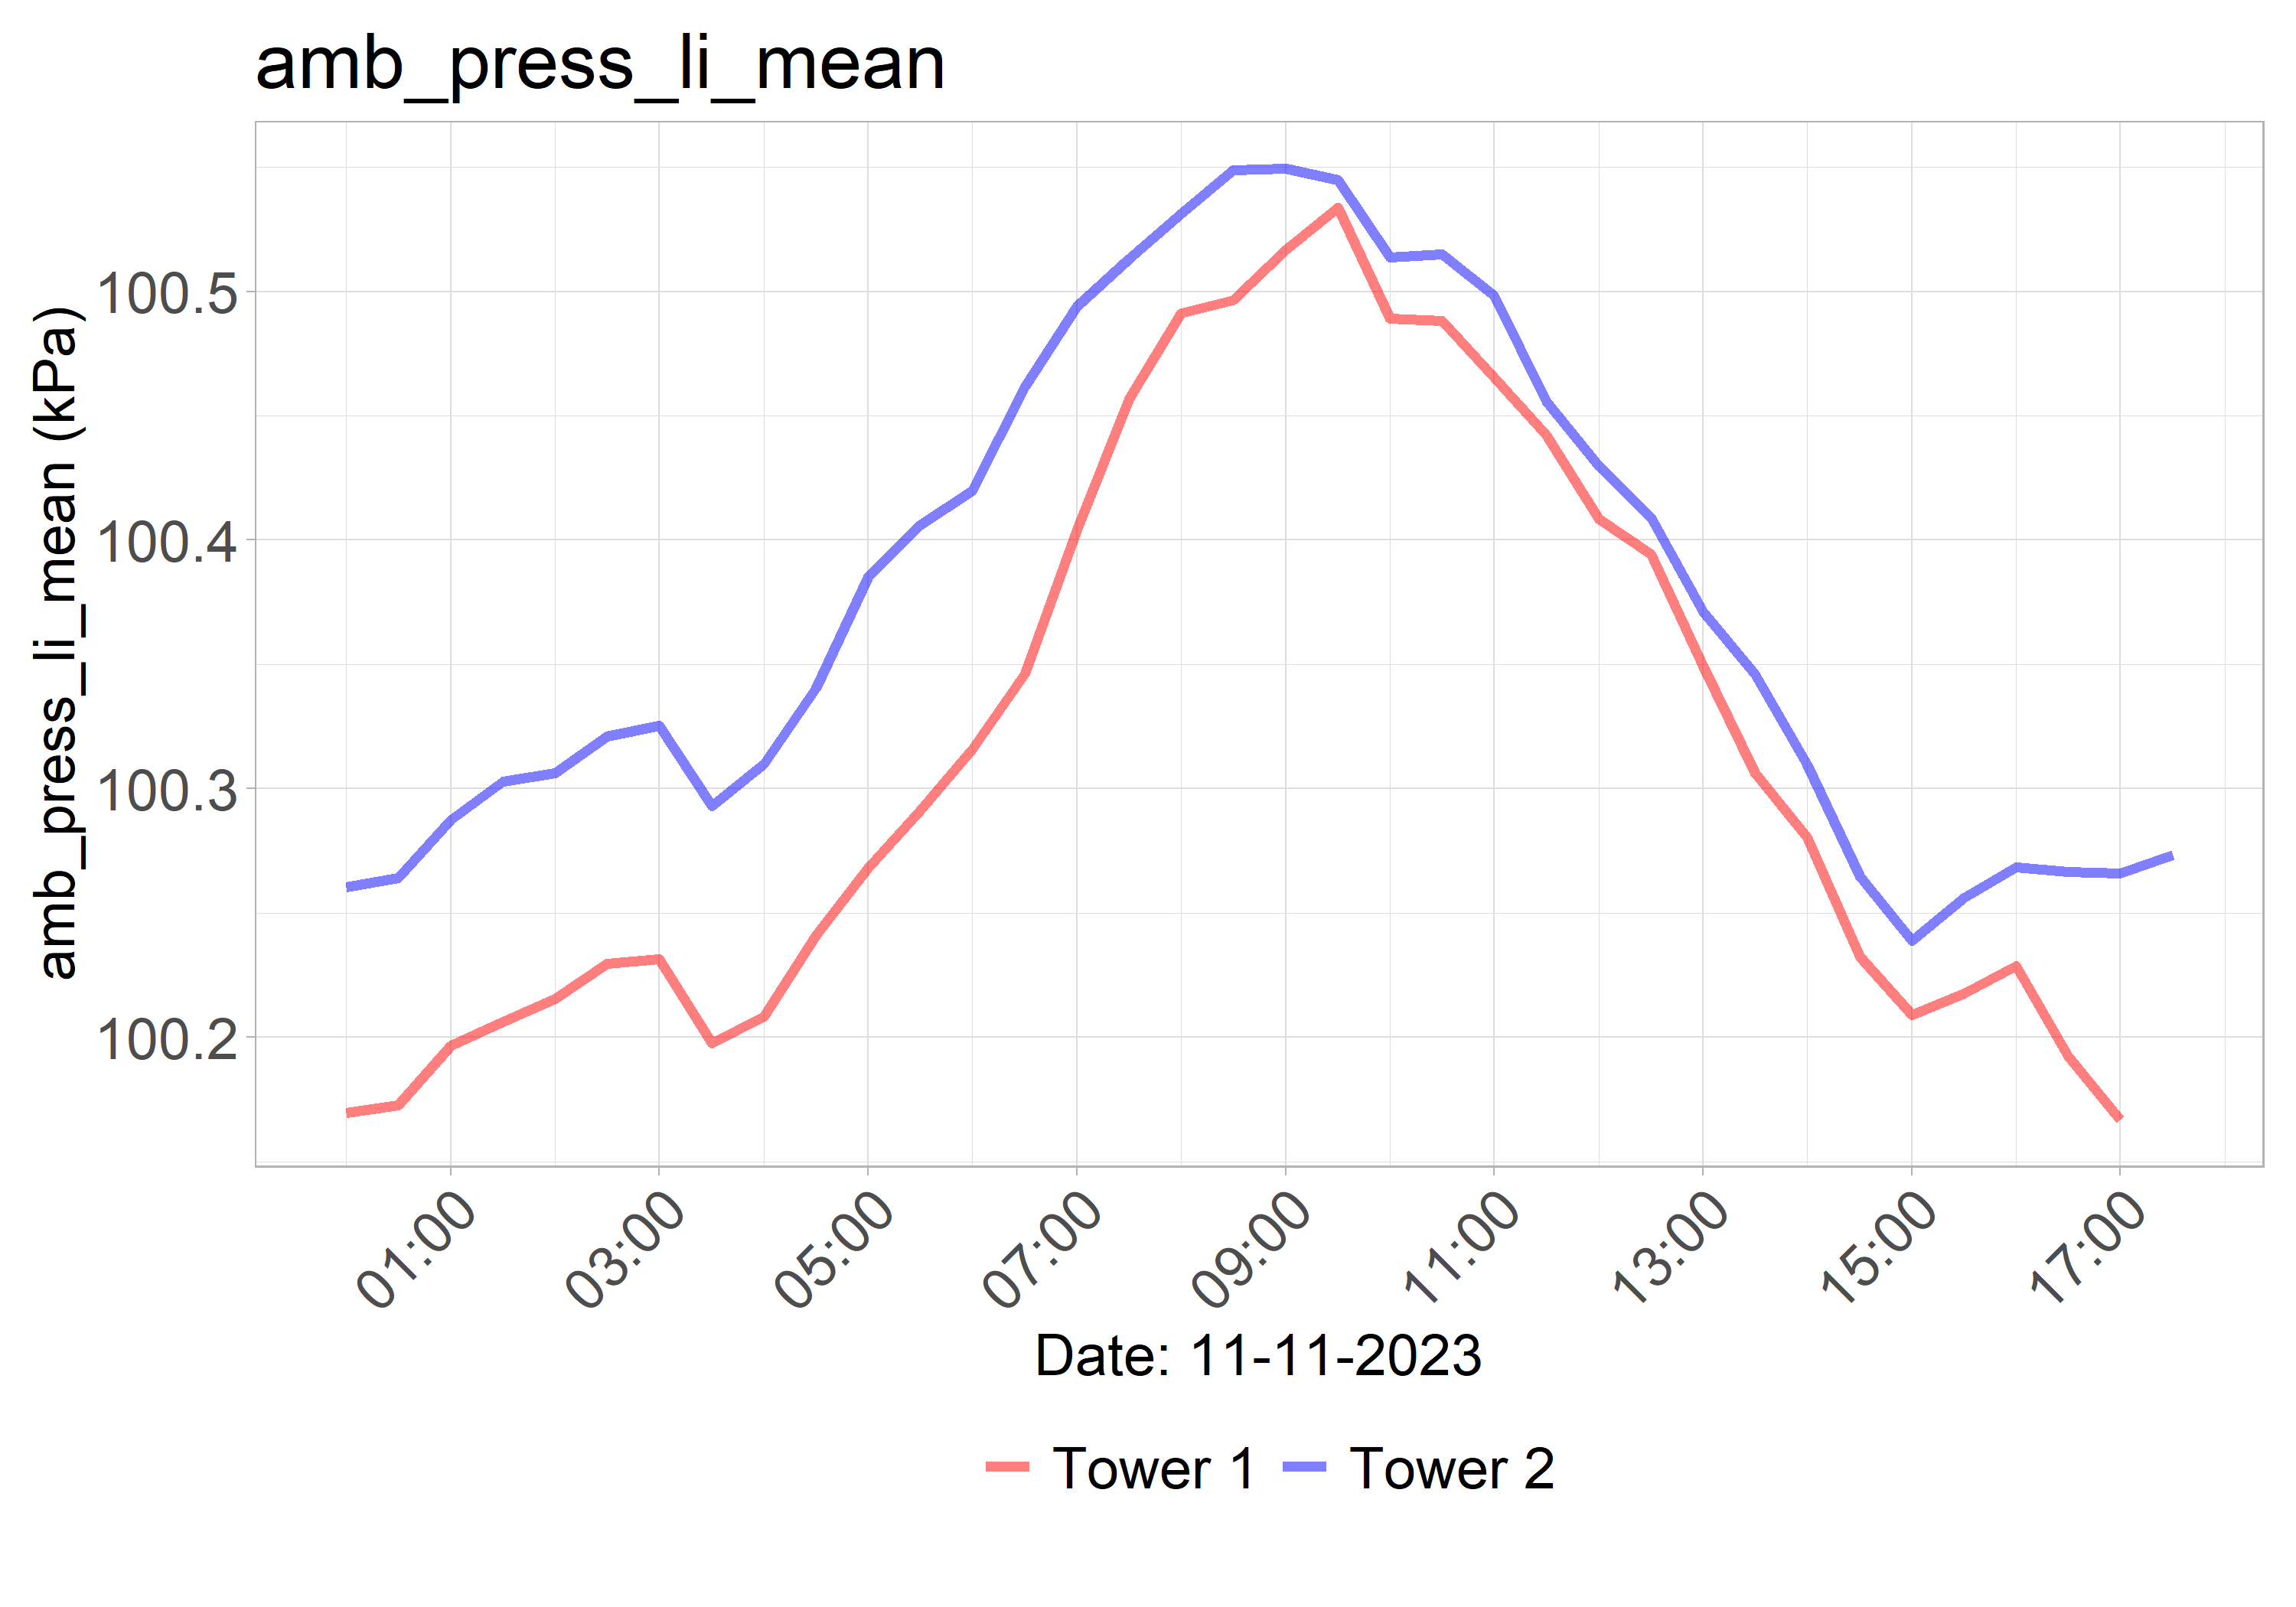 amb_press_li_mean
amb_press_li_mean (kPa)
100.5
100.4
100.3
100.2
01:00 03:00 05:00 07:00 09:00 11:00 13:00 15:00 17:00
Date: 11-11-2023
Tower 1 Tower 2